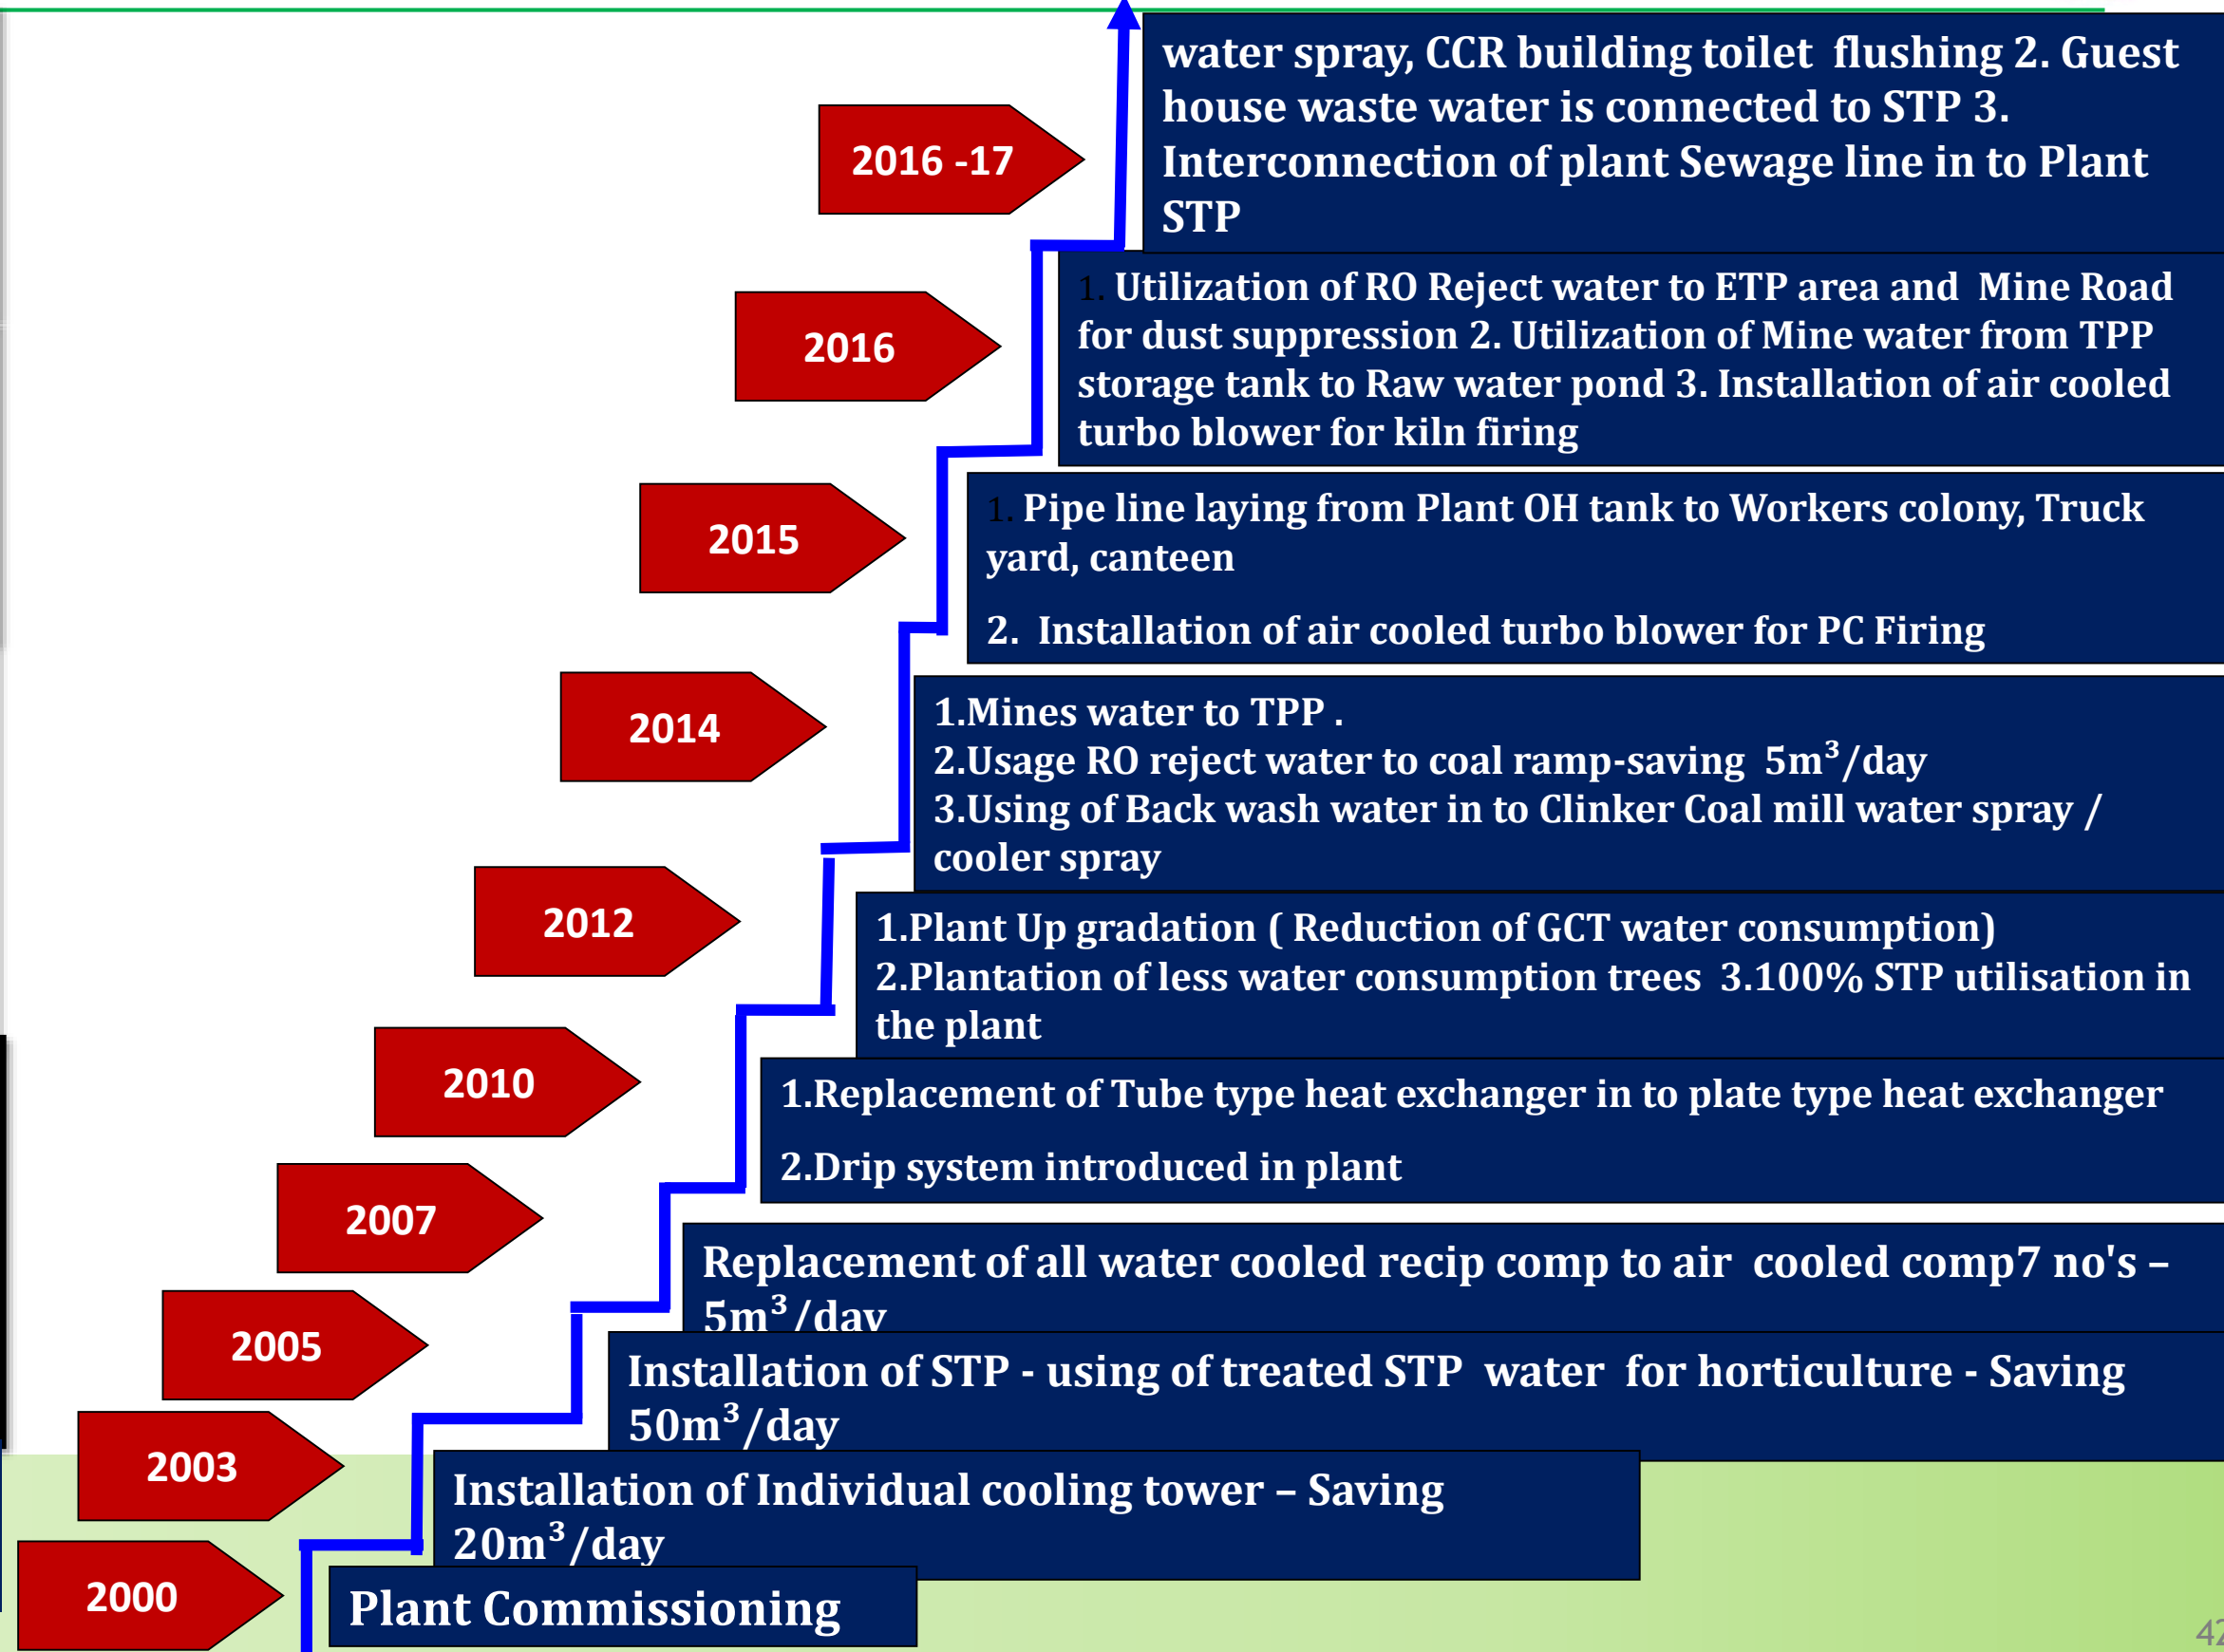 2016 -17
water spray, CCR building toilet  flushing 2. Guest
house waste water is connected to STP 3.
Interconnection of plant Sewage line in to Plant
STP
2016
1. Utilization of RO Reject water to ETP area and  Mine Road
for dust suppression 2. Utilization of Mine water from TPP
storage tank to Raw water pond 3. Installation of air cooled
turbo blower for kiln firing
2015
1. Pipe line laying from Plant OH tank to Workers colony, Truck
yard, canteen
2.  Installation of air cooled turbo blower for PC Firing
2014
1.Mines water to TPP .
2.Usage RO reject water to coal ramp-saving  5m³/day
3.Using of Back wash water in to Clinker Coal mill water spray /
cooler spray
2012
1.Plant Up gradation ( Reduction of GCT water consumption)
2.Plantation of less water consumption trees  3.100% STP utilisation in
the plant
2010
1.Replacement of Tube type heat exchanger in to plate type heat exchanger
2.Drip system introduced in plant
2007
Replacement of all water cooled recip comp to air  cooled comp7 no's –
5m³/day
2005
Installation of STP - using of treated STP  water  for horticulture - Saving
50m³/day
2003
Installation of Individual cooling tower – Saving
20m³/day
2000
Plant Commissioning
42